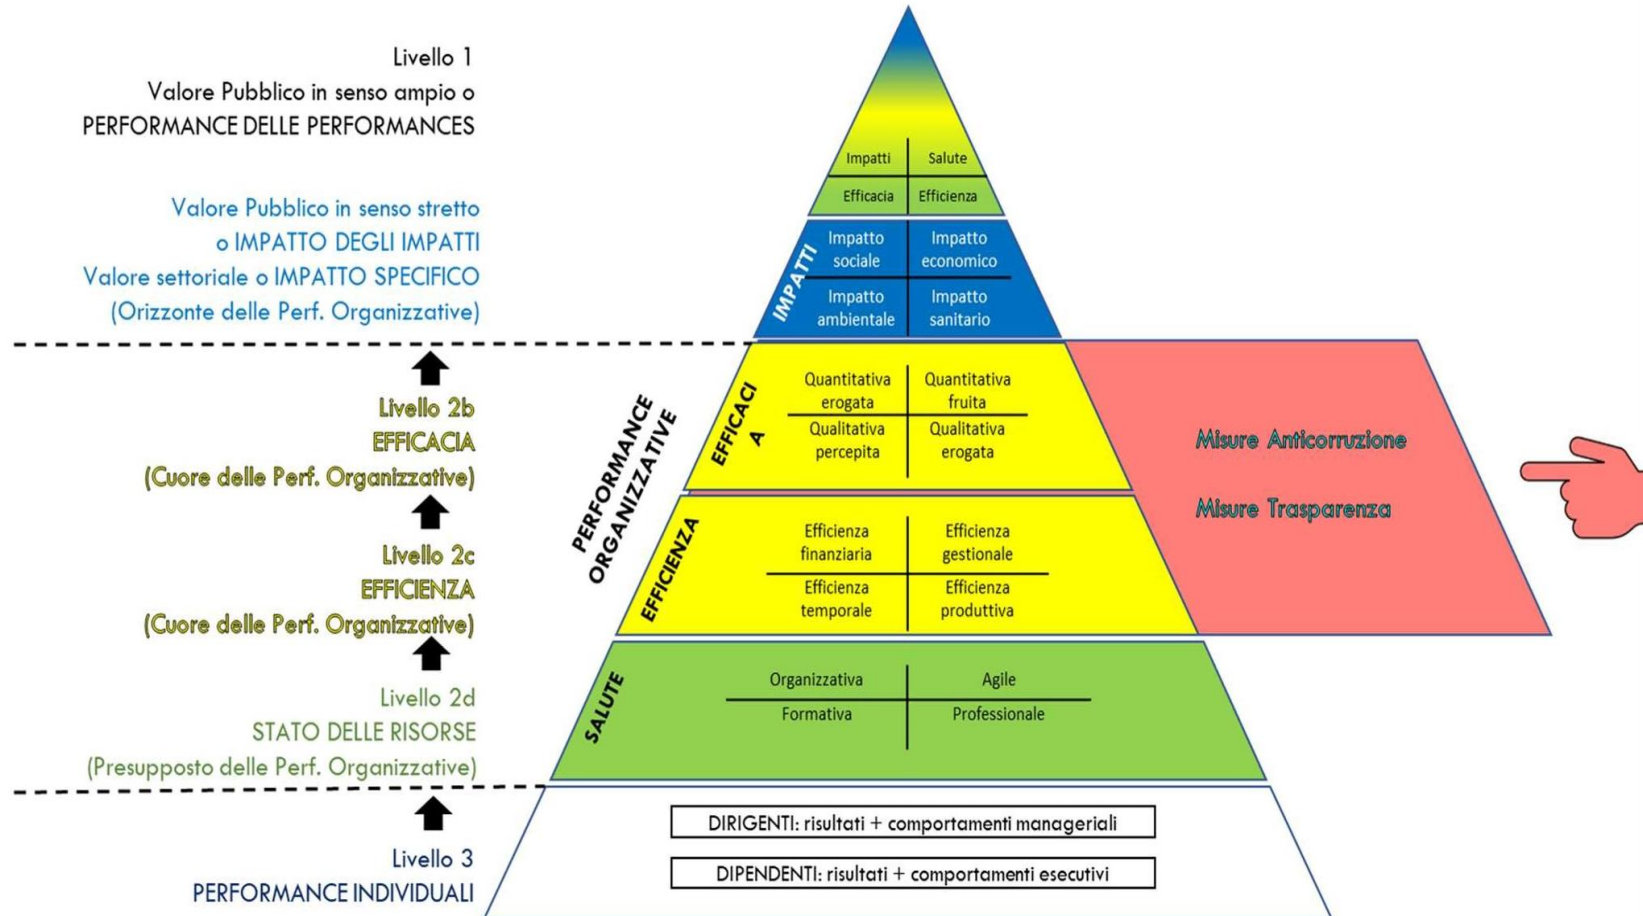 Livello 1
Valore Pubblico in senso ampio o
PERFORMANCE DELLE PERFORMANCES
Valore Pubblico in senso stretto
o IMPATTO DEGLI IMPATTI
Valore settoriale o IMPATTO SPECIFICO
(Orizzonte delle Perf. Organizzative)
Livello 2b
EFFICACIA
(Cuore delle Perf. Organizzative)
Livello 2c
EFFICIENZA
(Cuore delle Perf. Organizzative)
Livello 2d
STATO DELLE RISORSE
(Presupposto delle Perf. Organizzative)
Livello 3
PERFORMANCE INDIVIDUALI
PERFORMANCE
ORGANIZZATIVE
Impatti
Salute
Efficacia
Efficienza
IMPATTI
Impatto
sociale
Impatto
economico
Impatto
ambientale
Impatto
sanitario
EFFICACI
A
Quantitativa
erogata
Quantitativa
fruita
Qualitativa
percepita
Qualitativa
erogata
EFFICIENZA
Efficienza
finanziaria
Efficienza
gestionale
Efficienza
temporale
Efficienza
produttiva
SALUTE
Organizzativa
Agile
Formativa
Professionale
DIRIGENTI: risultati + comportamenti manageriali
DIPENDENTI: risultati + comportamenti esecutivi
Misure Anticorruzione
Misure Trasparenza